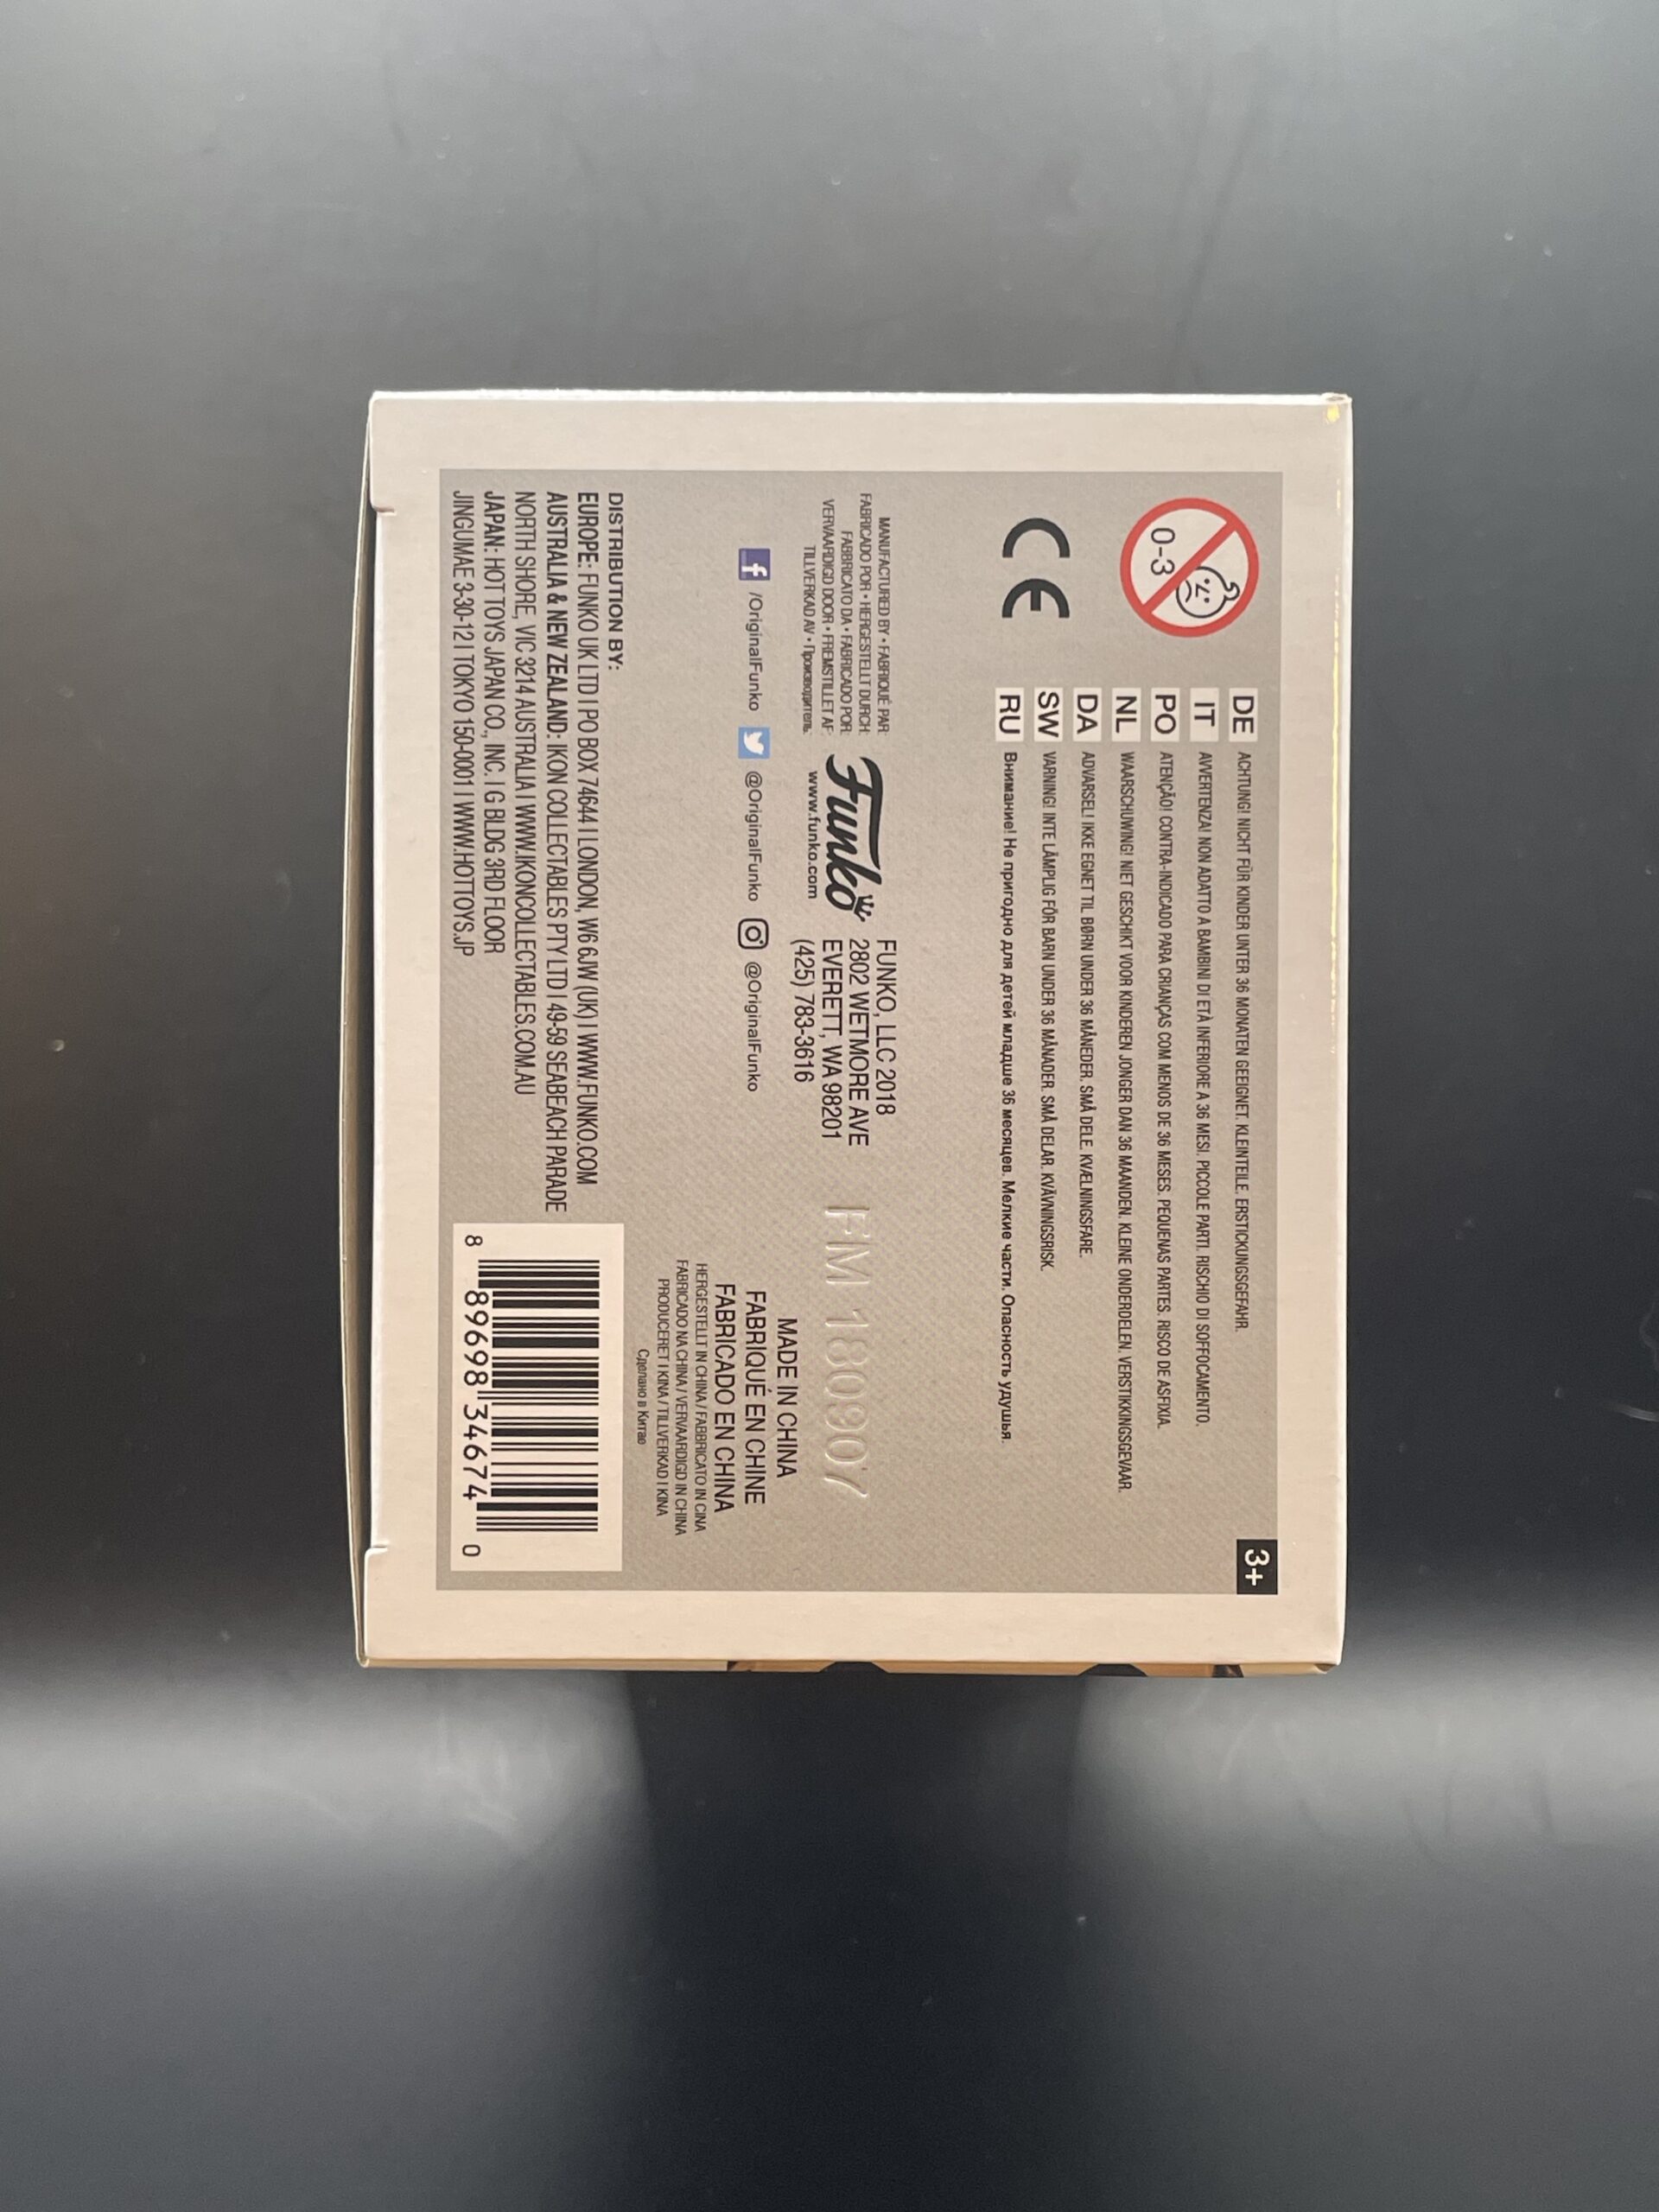 0-3
3+
DE ACHTUNG! NICHT FÜR KINDER UNTER 36 MONATEN GEEIGNET. KLEINTEILE. ERSTICKUNGSGEFAHR.
IT AVVERTENZA! NON ADATTO A BAMBINI DI ETÀ INFERIORE A 36 MESI. PICCOLE PARTI. RISCHIO DI SOFFOCAMENTO.
PO ATENÇÃO! CONTRA-INDICADO PARA CRIANÇAS COM MENOS DE 36 MESES. PEQUENAS PARTES. RISCO DE ASFIXIA.
NL WAARSCHUWING! NIET GESCHIKT VOOR KINDEREN JONGER DAN 36 MAANDEN. KLEINE ONDERDELEN. VERSTIKKINGSGEVAAR.
DA ADVARSEL! IKKE EGNET TIL BØRN UNDER 36 MÅNEDER. SMÅ DELE. KVÆLNINGSFARE.
SW VARNING! INTE LÄMPLIG FÖR BARN UNDER 36 MÅNADER. SMÅ DELAR. KVÄVNINGSRISK.
RU Внимание! Не пригодно для детей младше 36 месяцев. Мелкие части. Опасность удушья.
CE
MANUFACTURED BY • FABRIQUÉ PAR:
FABRICADO POR • HERGESTELLT DURCH:
FABBRICATO DA • FABRICADO POR:
VERVAARDIGD DOOR • FREMSTILLET AF:
TILLVERKAD AV • Производитель:
Funko
www.funko.com
FUNKO, LLC 2018
2802 WETMORE AVE
EVERETT, WA 98201
(425) 783-3616
FM 180907
f /OriginalFunko @OriginalFunko @OriginalFunko
MADE IN CHINA
FABRIQUÉ EN CHINE
FABRICADO EN CHINA
HERGESTELLT IN CHINA / FABBRICATO IN CINA
FABRICADO NA CHINA / VERVAARDIGD IN CHINA
PRODUCERET I KINA / TILLVERKAD I KINA
Сделано в Китае
DISTRIBUTION BY:
EUROPE: FUNKO UK LTD | PO BOX 74644 | LONDON, W6 6JW (UK) | WWW.FUNKO.COM
AUSTRALIA & NEW ZEALAND: IKON COLLECTABLES PTY LTD | 49-59 SEABEACH PARADE
NORTH SHORE, VIC 3214 AUSTRALIA | WWW.IKONCOLLECTABLES.COM.AU
JAPAN: HOT TOYS JAPAN CO., INC. | G BLDG 3RD FLOOR
JINGUMAE 3-30-12 | TOKYO 150-0001 | WWW.HOTTOYS.JP
8 89698 34674 0